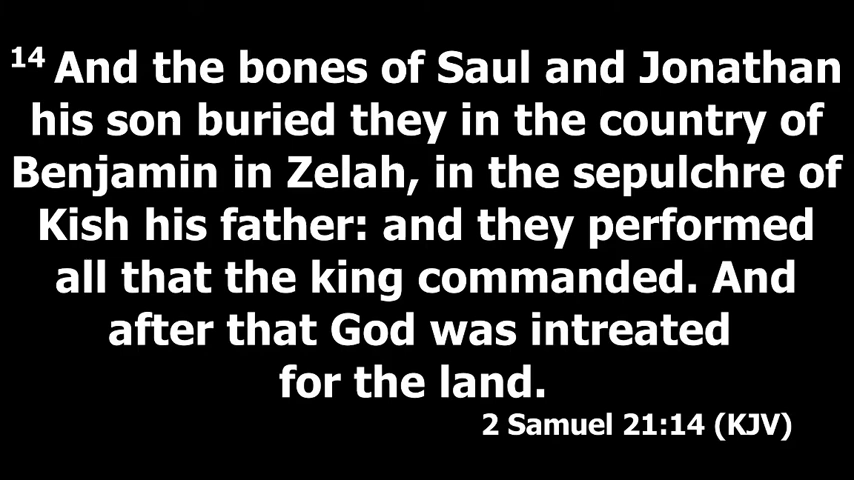 14 And the bones of Saul and Jonathan
his son buried they in the country of
Benjamin in Zelah, in the sepulchre of
Kish his father: and they performed
all that the king commanded. And
after that God was intreated
for the land.
2 Samuel 21:14 (KJV)